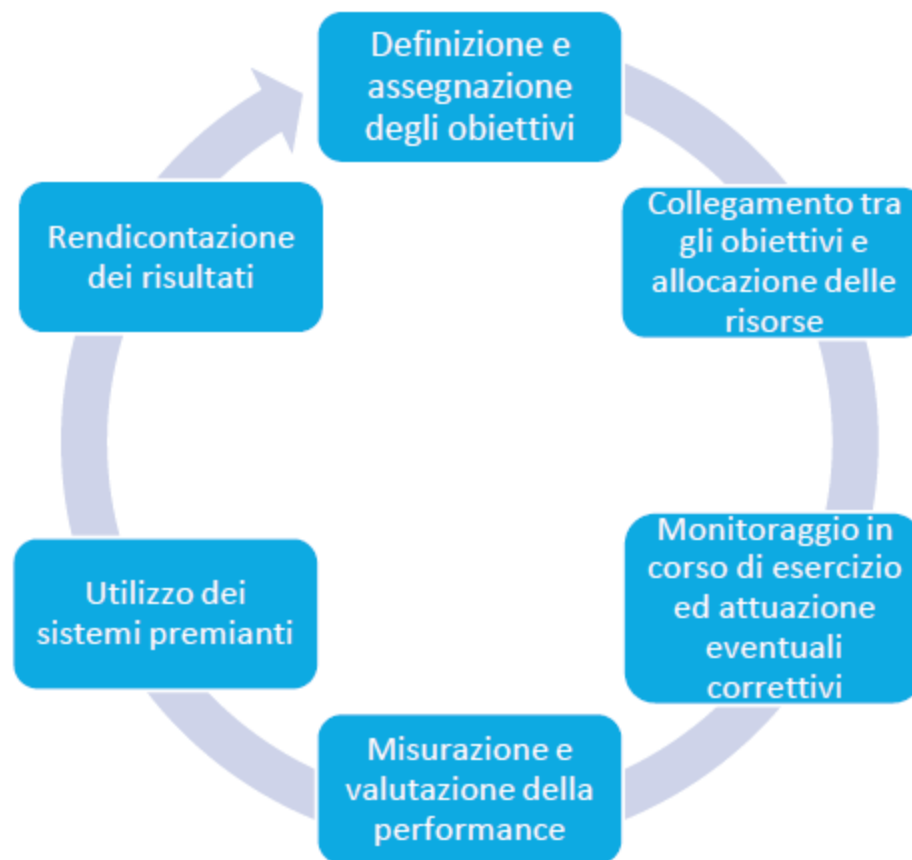 Definizione e
assegnazione
degli obiettivi
Collegamento tra
gli obiettivi e
allocazione delle
risorse
Monitoraggio in
corso di esercizio
ed attuazione
eventuali
correttivi
Misurazione e
valutazione della
performance
Utilizzo dei
sistemi premianti
Rendicontazione
dei risultati